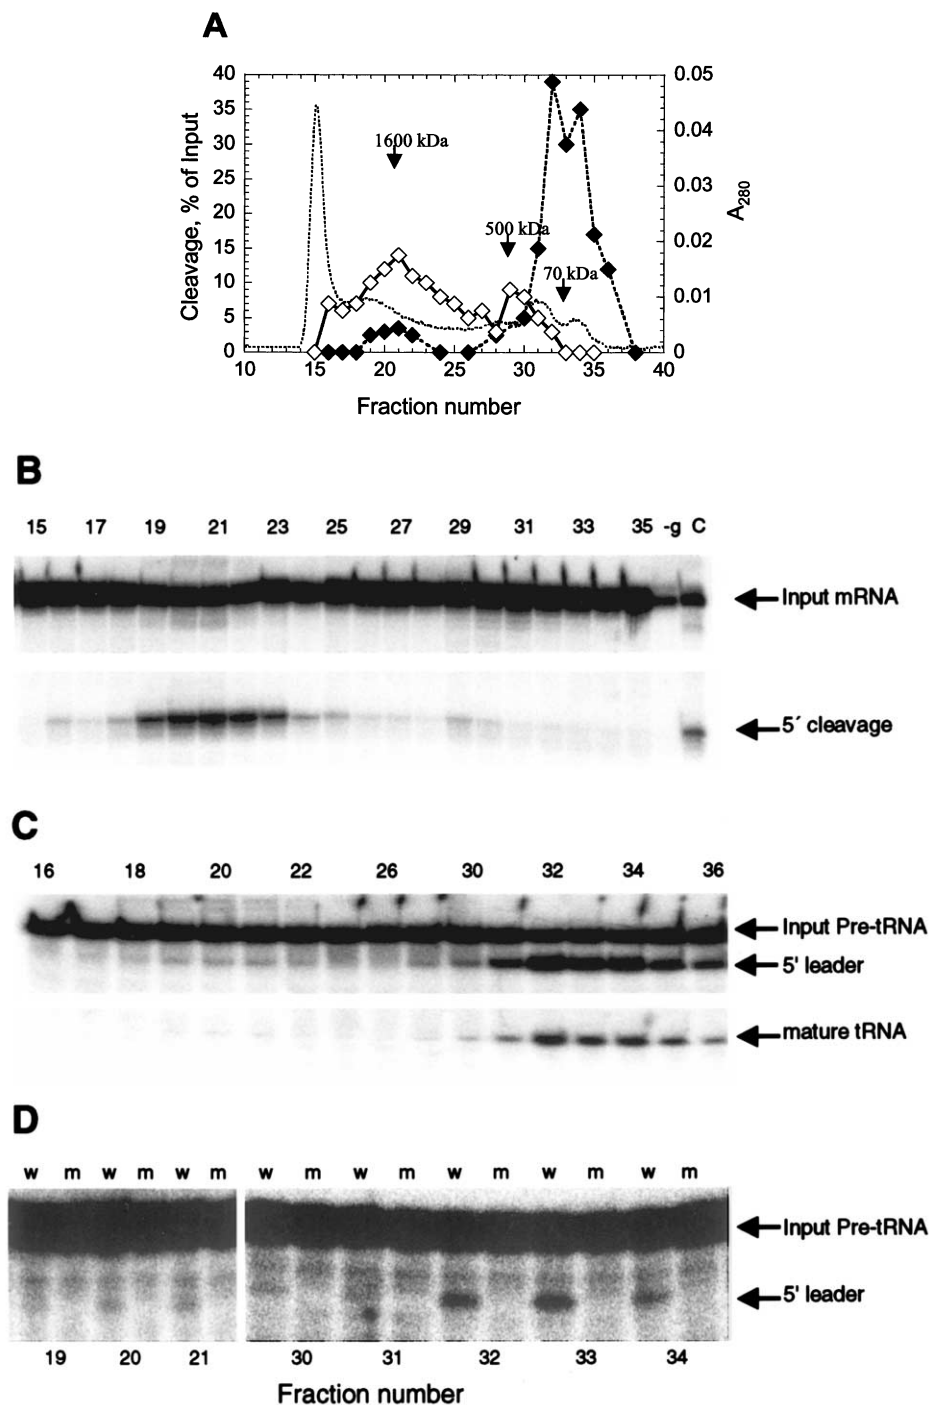 A
40
35
30
25
20
15
10
5
0
Cleavage, % of Input
0.05
0.04
0.03
0.02
0.01
0
A280
1600 kDa
500 kDa
70 kDa
10 15 20 25 30 35 40
Fraction number
B
15 17 19 21 23 25 27 29 31 33 35 -g C
Input mRNA
5´ cleavage
C
16 18 20 22 26 30 32 34 36
Input Pre-tRNA
5' leader
mature tRNA
D
w m w m w m w m w m w m w m w m
Input Pre-tRNA
5' leader
19 20 21 30 31 32 33 34
Fraction number